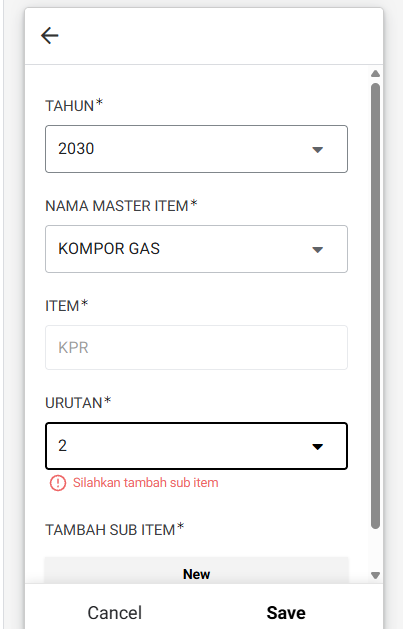 TAHUN*
2030
NAMA MASTER ITEM*
KOMPOR GAS
ITEM*
KPR
URUTAN*
2
Silahkan tambah sub item
TAMBAH SUB ITEM*
New
Cancel
Save